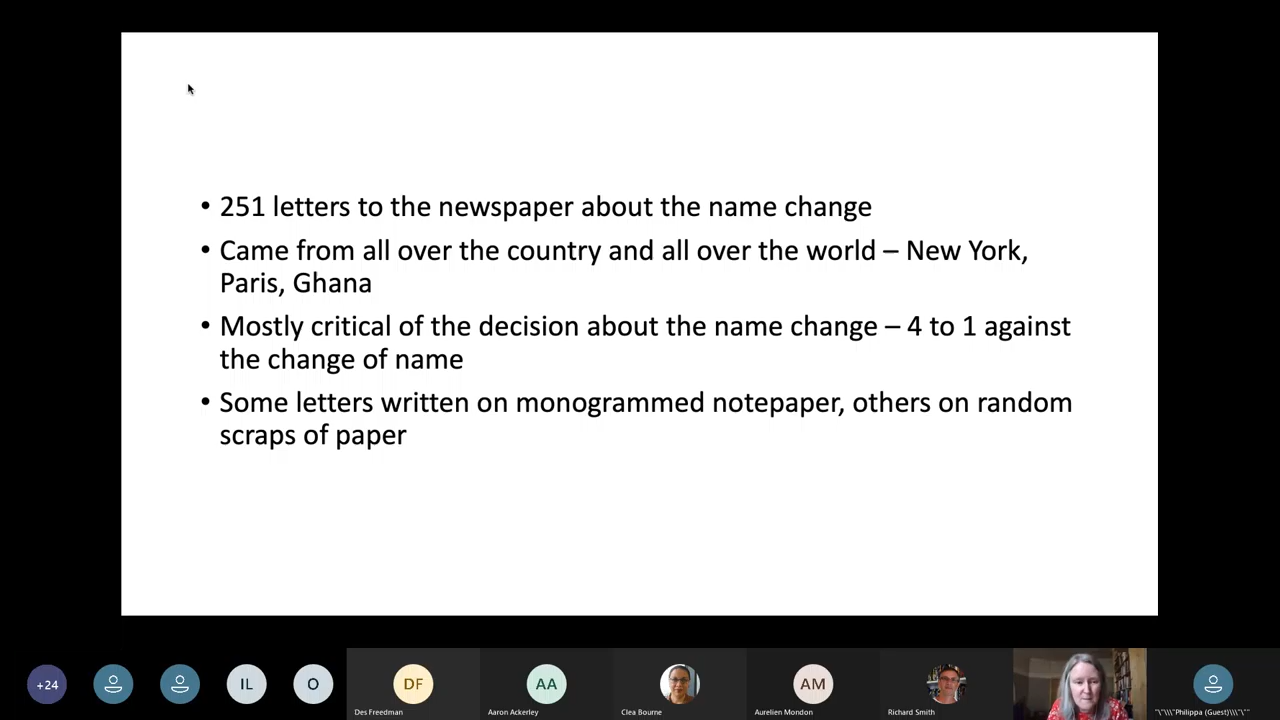 • 251 letters to the newspaper about the name change
• Came from all over the country and all over the world – New York,
Paris, Ghana
• Mostly critical of the decision about the name change – 4 to 1 against
the change of name
• Some letters written on monogrammed notepaper, others on random
scraps of paper
+24
IL
O
DF
AA
AM
Des Freedman
Aaron Ackerley
Clea Bourne
Aurelien Mondon
Richard Smith
"\"\\\"Philippa (Guest)\\\"\""